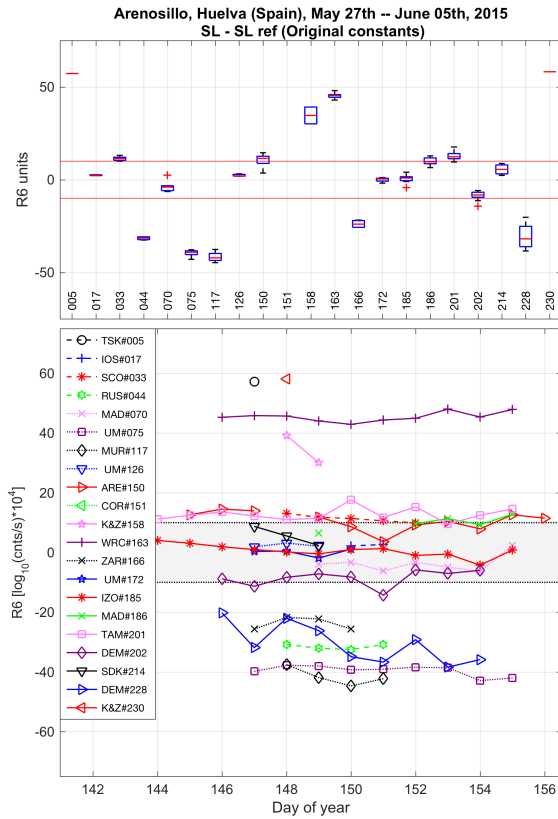 Arenosillo, Huelva (Spain), May 27th -- June 05th, 2015
SL - SL ref (Original constants)
R6 units
50
0
-50
005 017 033 044 070 075 117 126 150 151 158 163 166 172 185 186 201 202 214 228 230
R6 [log10(cnts/s)*10^4)
60
40
20
10
0
-10
-20
-40
-60
TSK#005
IOS#017
SCO#033
RUS#044
MAD#070
UM#075
MUR#117
UM#126
ARE#150
COR#151
K&Z#158
WRC#163
ZAR#166
UM#172
IZO#185
MAD#186
TAM#201
DEM#202
SDK#214
DEM#228
K&Z#230
142 144 146 148 150 152 154 156
Day of year